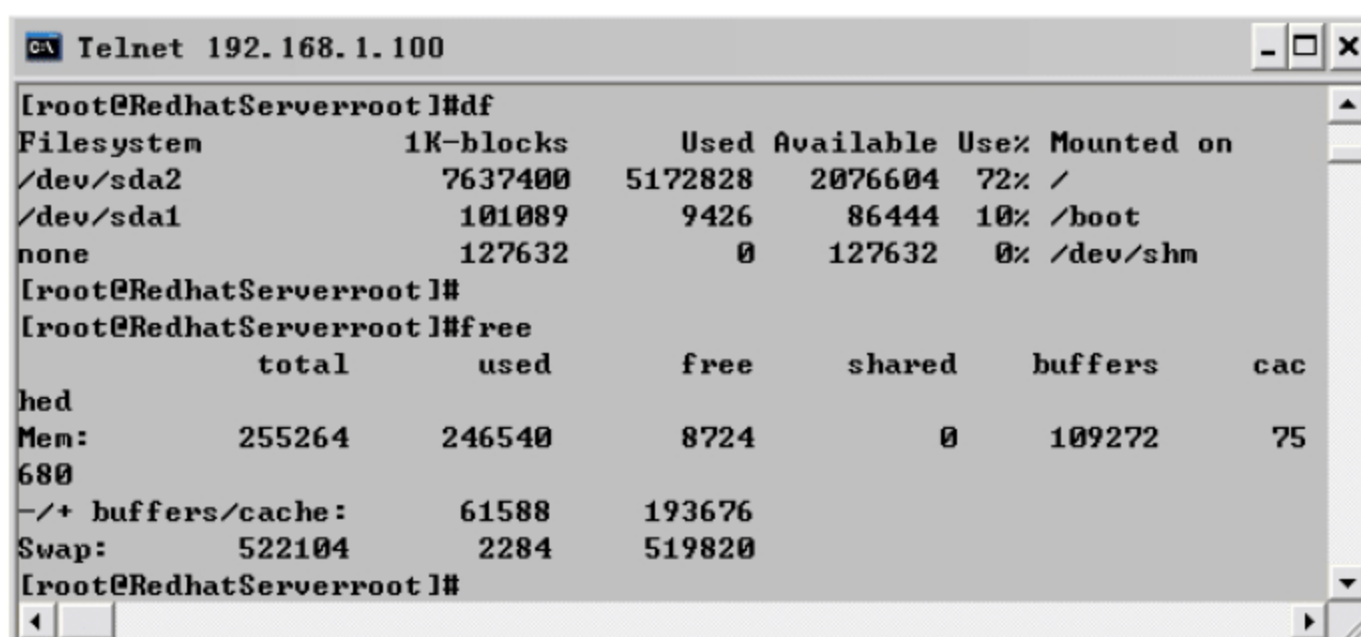 Telnet 192.168.1.100
[root@RedhatServerroot]#df
Filesystem 1K-blocks Used Available Use% Mounted on
/dev/sda2 7637400 5172828 2076604 72% /
/dev/sda1 101089 9426 86444 10% /boot
none 127632 0 127632 0% /dev/shm
[root@RedhatServerroot]#
[root@RedhatServerroot]#free
total used free shared buffers cac
hed
Mem: 255264 246540 8724 0 109272 75
680
-/+ buffers/cache: 61588 193676
Swap: 522104 2284 519820
[root@RedhatServerroot]#